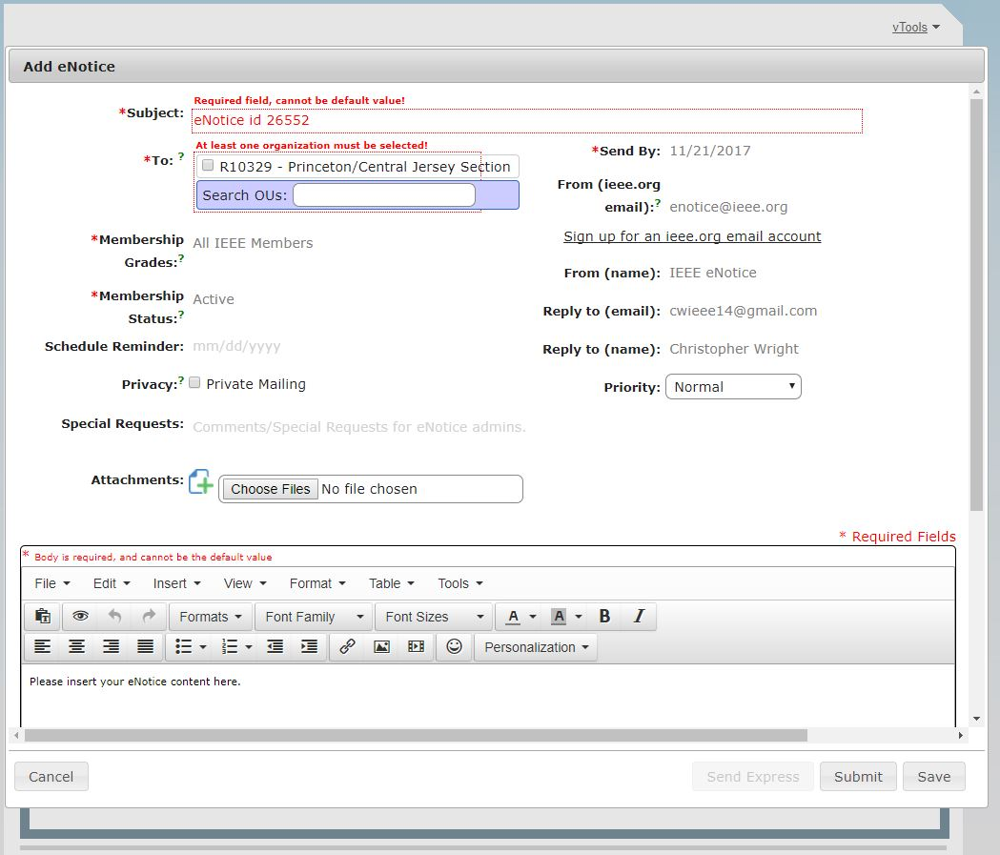 vTools
Add eNotice
Required field, cannot be default value!
*Subject: eNotice id 26552
At least one organization must be selected!
*To: ? R10329 - Princeton/Central Jersey Section
Search OUs:
*Membership Grades:? All IEEE Members
*Membership Status:? Active
Schedule Reminder: mm/dd/yyyy
Privacy:? Private Mailing
Special Requests: Comments/Special Requests for eNotice admins.
Attachments: Choose Files No file chosen
*Send By: 11/21/2017
From (ieee.org
email):? enotice@ieee.org
Sign up for an ieee.org email account
From (name): IEEE eNotice
Reply to (email): cwieee14@gmail.com
Reply to (name): Christopher Wright
Priority: Normal
* Required Fields
* Body is required, and cannot be the default value
File Edit Insert View Format Table Tools
Formats Font Family Font Sizes A A B I
Personalization
Please insert your eNotice content here.
Cancel Send Express Submit Save